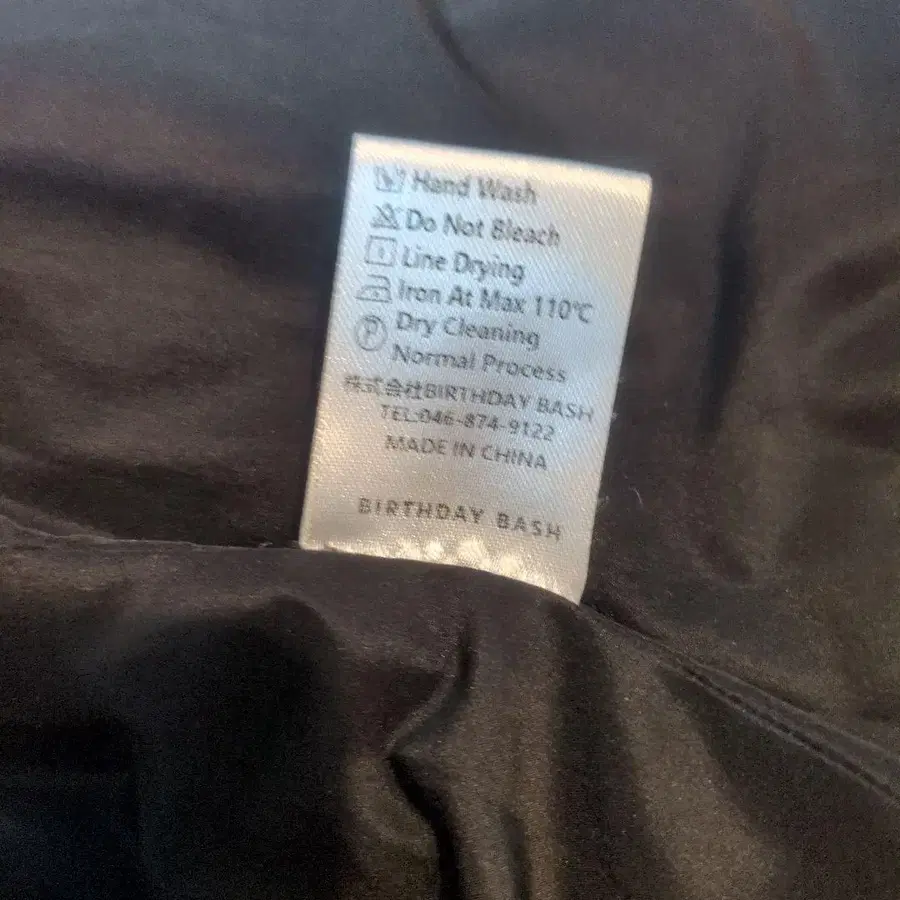 Hand Wash
Do Not Bleach
Line Drying
Iron At Max 110℃
Ⓟ Dry Cleaning
Normal Process
株式会社BIRTHDAY BASH
TEL:046-874-9122
MADE IN CHINA
BIRTHDAY BASH